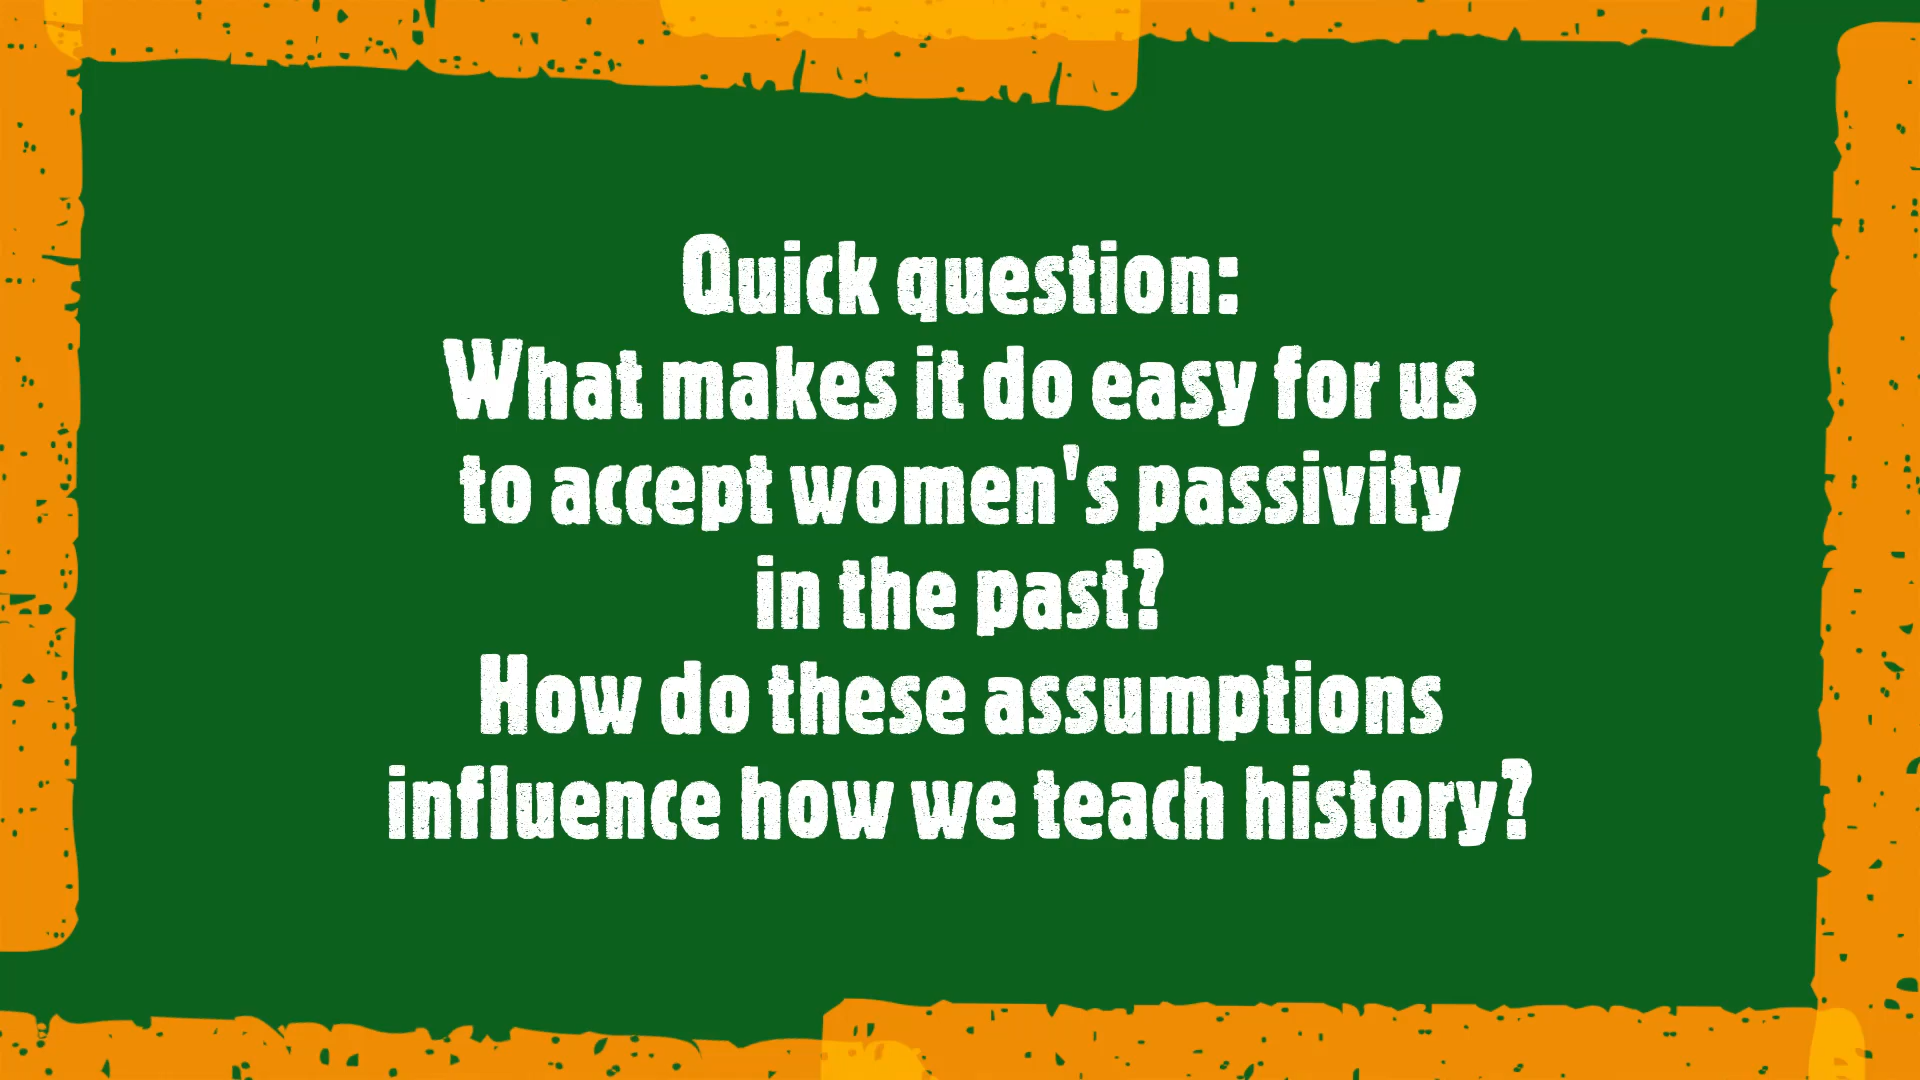 Quick question:
What makes it do easy for us
to accept women's passivity
in the past?
How do these assumptions
influence how we teach history?